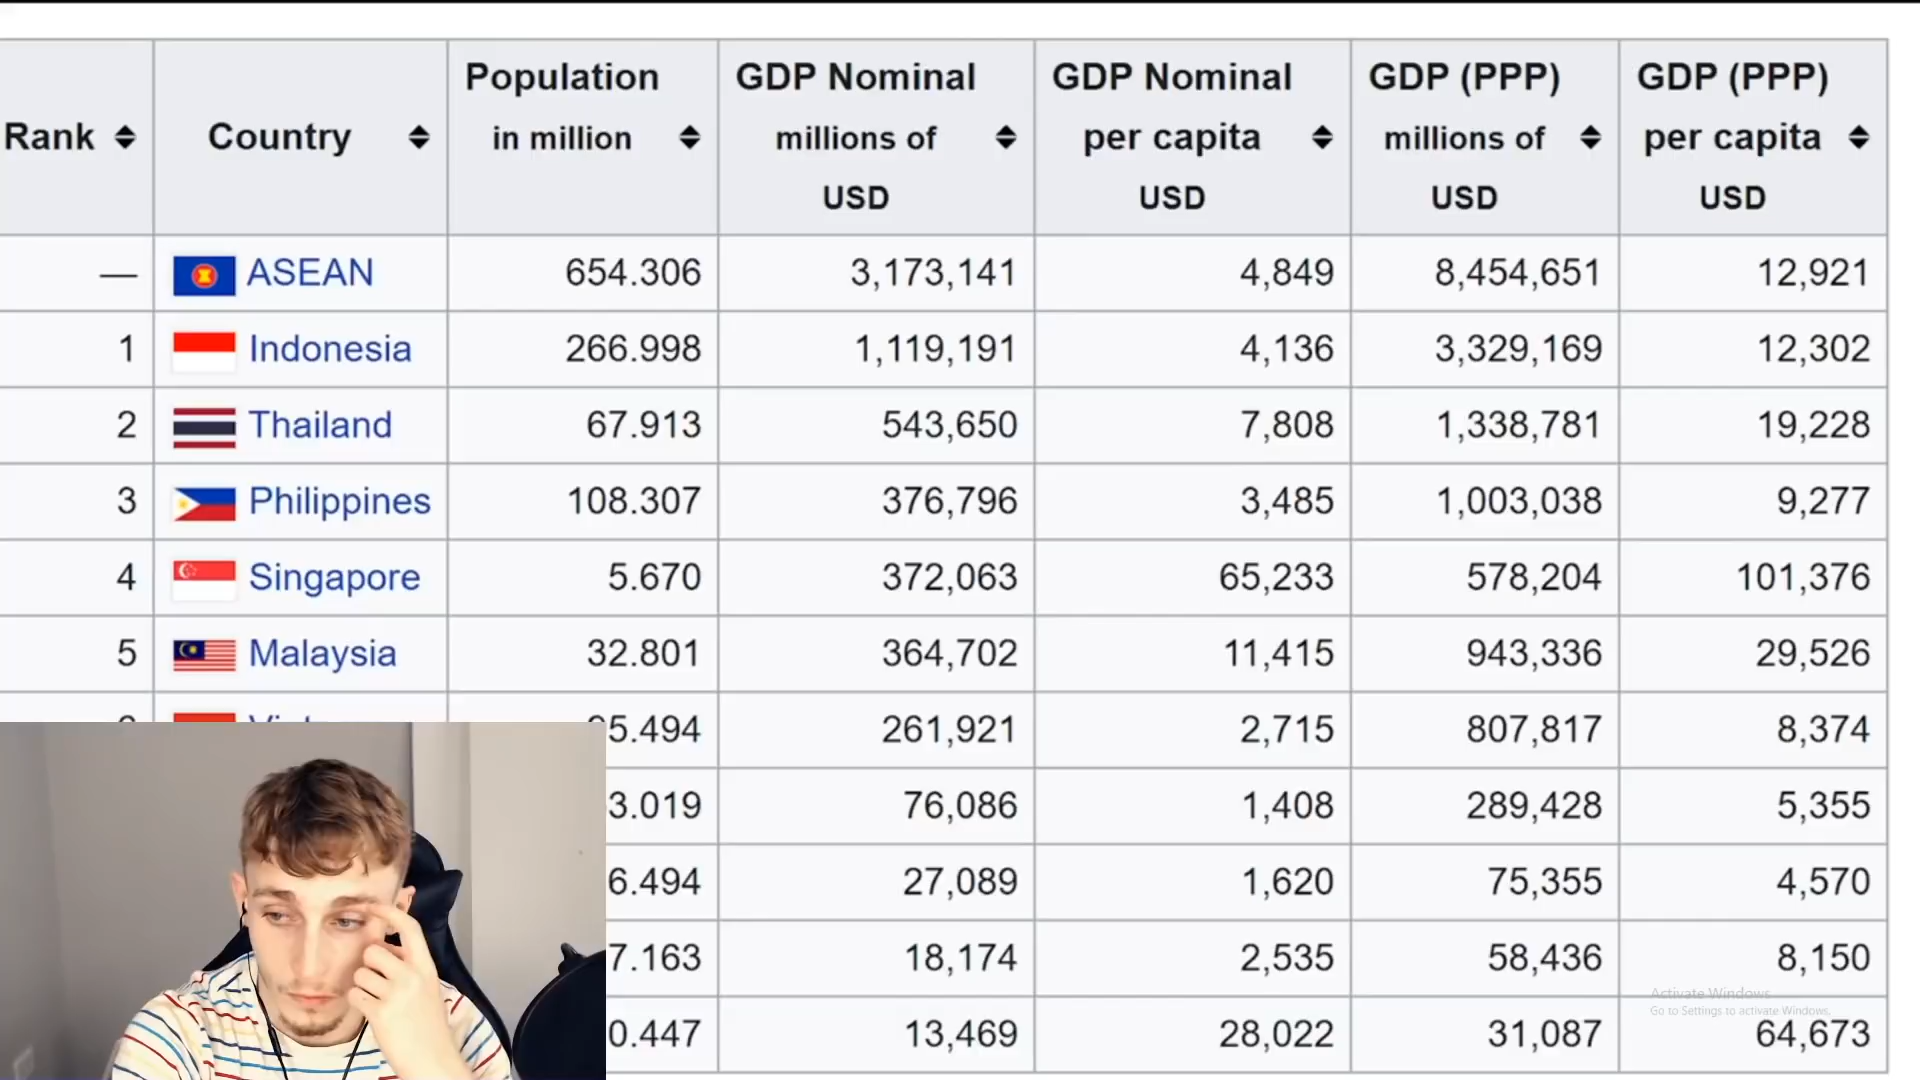 Rank Country Population in million GDP Nominal millions of USD GDP Nominal per capita USD GDP (PPP) millions of USD GDP (PPP) per capita USD
— ASEAN 654.306 3,173,141 4,849 8,454,651 12,921
1 Indonesia 266.998 1,119,191 4,136 3,329,169 12,302
2 Thailand 67.913 543,650 7,808 1,338,781 19,228
3 Philippines 108.307 376,796 3,485 1,003,038 9,277
4 Singapore 5.670 372,063 65,233 578,204 101,376
5 Malaysia 32.801 364,702 11,415 943,336 29,526
5.494 261,921 2,715 807,817 8,374
3.019 76,086 1,408 289,428 5,355
6.494 27,089 1,620 75,355 4,570
7.163 18,174 2,535 58,436 8,150
0.447 13,469 28,022 31,087 64,673
Activate Windows
Go to Settings to activate Windows.